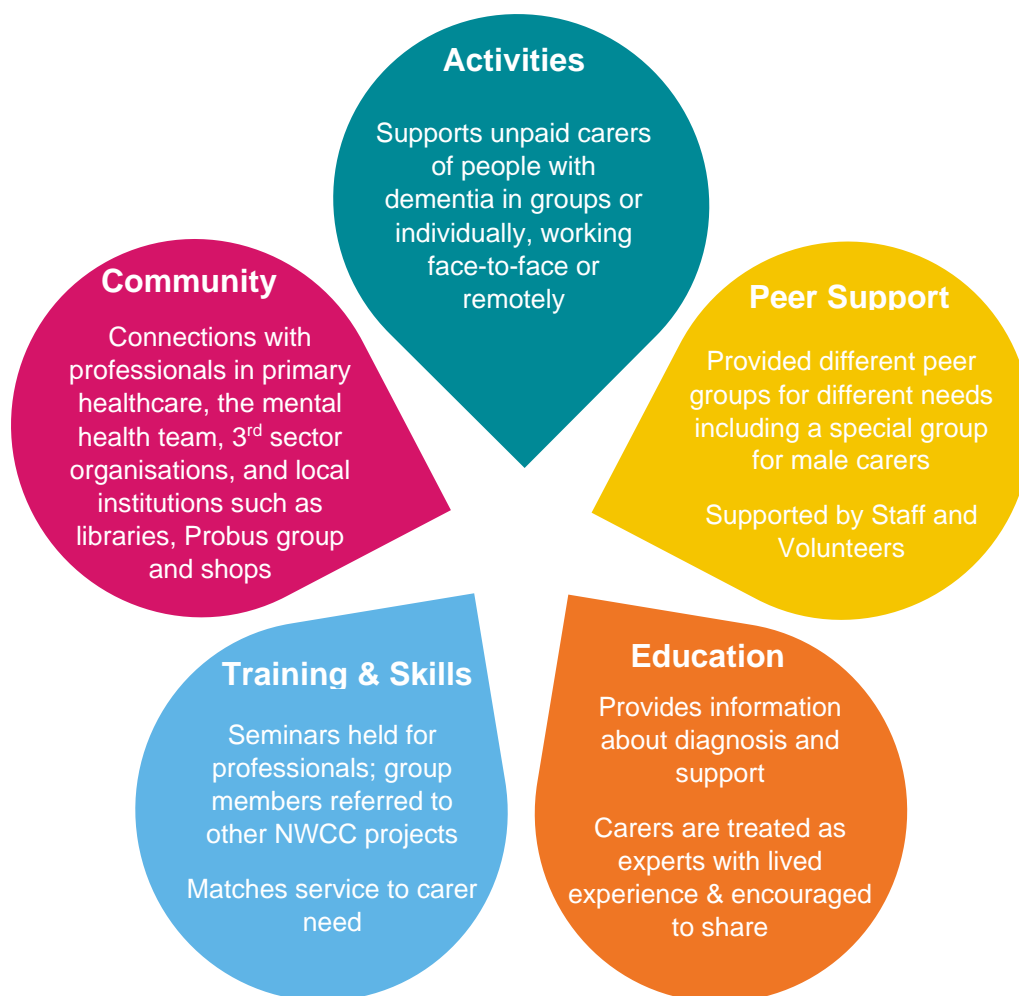 Activities
Supports unpaid carers
of people with
dementia in groups or
individually, working
face-to-face or
remotely
Community
Connections with
professionals in primary
healthcare, the mental
health team, 3rd sector
organisations, and local
institutions such as
libraries, Probus group
and shops
Peer Support
Provided different peer
groups for different needs
including a special group
for male carers
Supported by Staff and
Volunteers
Training & Skills
Seminars held for
professionals; group
members referred to
other NWCC projects
Matches service to carer
need
Education
Provides information
about diagnosis and
support
Carers are treated as
experts with lived
experience & encouraged
to share